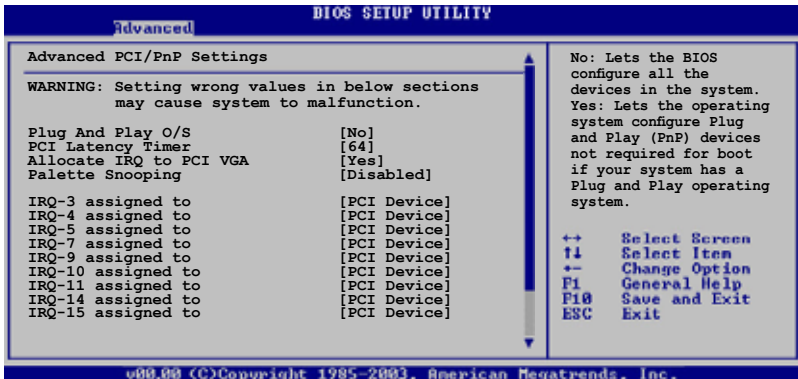 BIOS SETUP UTILITY
Advanced
Advanced PCI/PnP Settings
WARNING: Setting wrong values in below sections
may cause system to malfunction.
Plug And Play O/S [No]
PCI Latency Timer [64]
Allocate IRQ to PCI VGA [Yes]
Palette Snooping [Disabled]
IRQ-3 assigned to [PCI Device]
IRQ-4 assigned to [PCI Device]
IRQ-5 assigned to [PCI Device]
IRQ-7 assigned to [PCI Device]
IRQ-9 assigned to [PCI Device]
IRQ-10 assigned to [PCI Device]
IRQ-11 assigned to [PCI Device]
IRQ-14 assigned to [PCI Device]
IRQ-15 assigned to [PCI Device]
No: Lets the BIOS
configure all the
devices in the system.
Yes: Lets the operating
system configure Plug
and Play (PnP) devices
not required for boot
if your system has a
Plug and Play operating
system.
↔ Select Screen
↑↓ Select Item
+- Change Option
F1 General Help
F10 Save and Exit
ESC Exit
v00.00 (C)Copyright 1985-2003, American Megatrends, Inc.